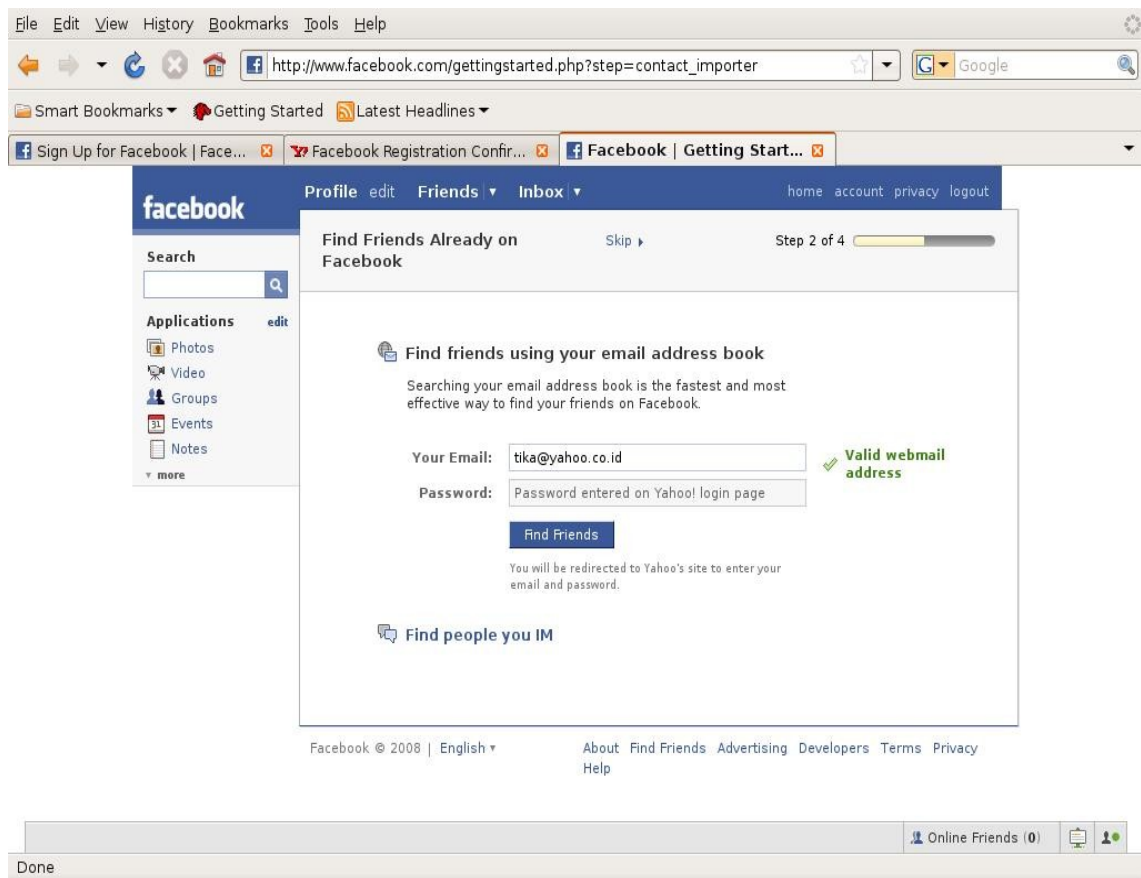 File Edit View History Bookmarks Tools Help
http://www.facebook.com/gettingstarted.php?step=contact_importer
G Google
Smart Bookmarks Getting Started Latest Headlines
Sign Up for Facebook | Face... Facebook Registration Confir... Facebook | Getting Start...
facebook
Profile edit Friends Inbox home account privacy logout
Search
Applications edit
Photos
Video
Groups
31 Events
Notes
more
Find Friends Already on
Facebook
Skip
Step 2 of 4
Find friends using your email address book
Searching your email address book is the fastest and most
effective way to find your friends on Facebook.
Your Email: tika@yahoo.co.id
Valid webmail
address
Password: Password entered on Yahoo! login page
Find Friends
You will be redirected to Yahoo's site to enter your
email and password.
Find people you IM
Facebook © 2008 | English
About Find Friends Advertising Developers Terms Privacy
Help
Online Friends (0)
Done